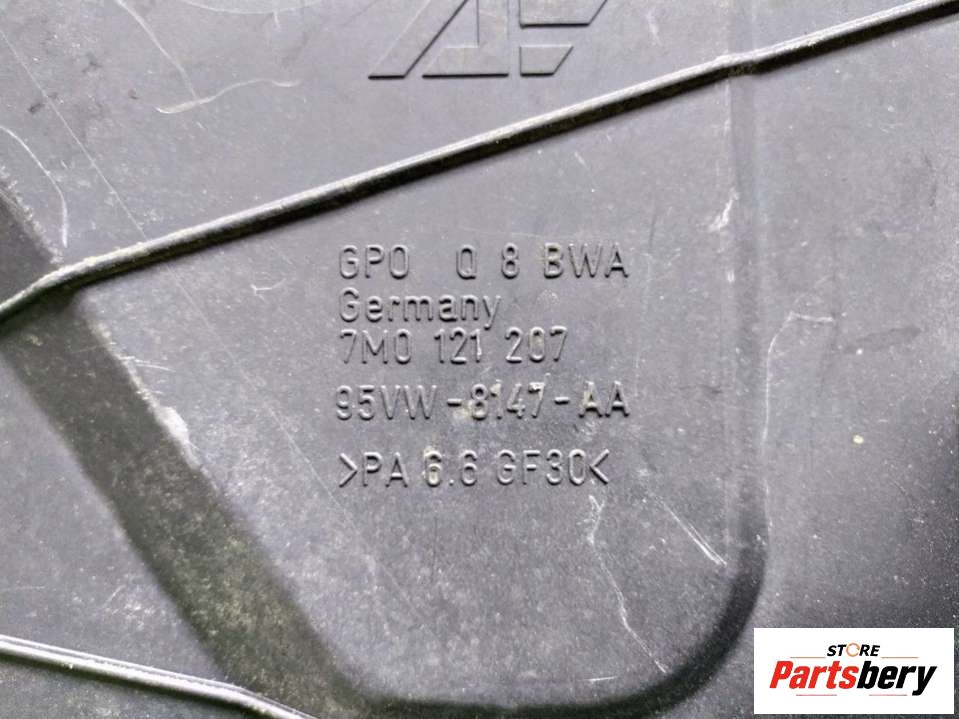 GPO Q 8 BWA
Germany
7M0 121 207
95VW-8147-AA
>PA 6.6 GF30<
STORE
Partsbery